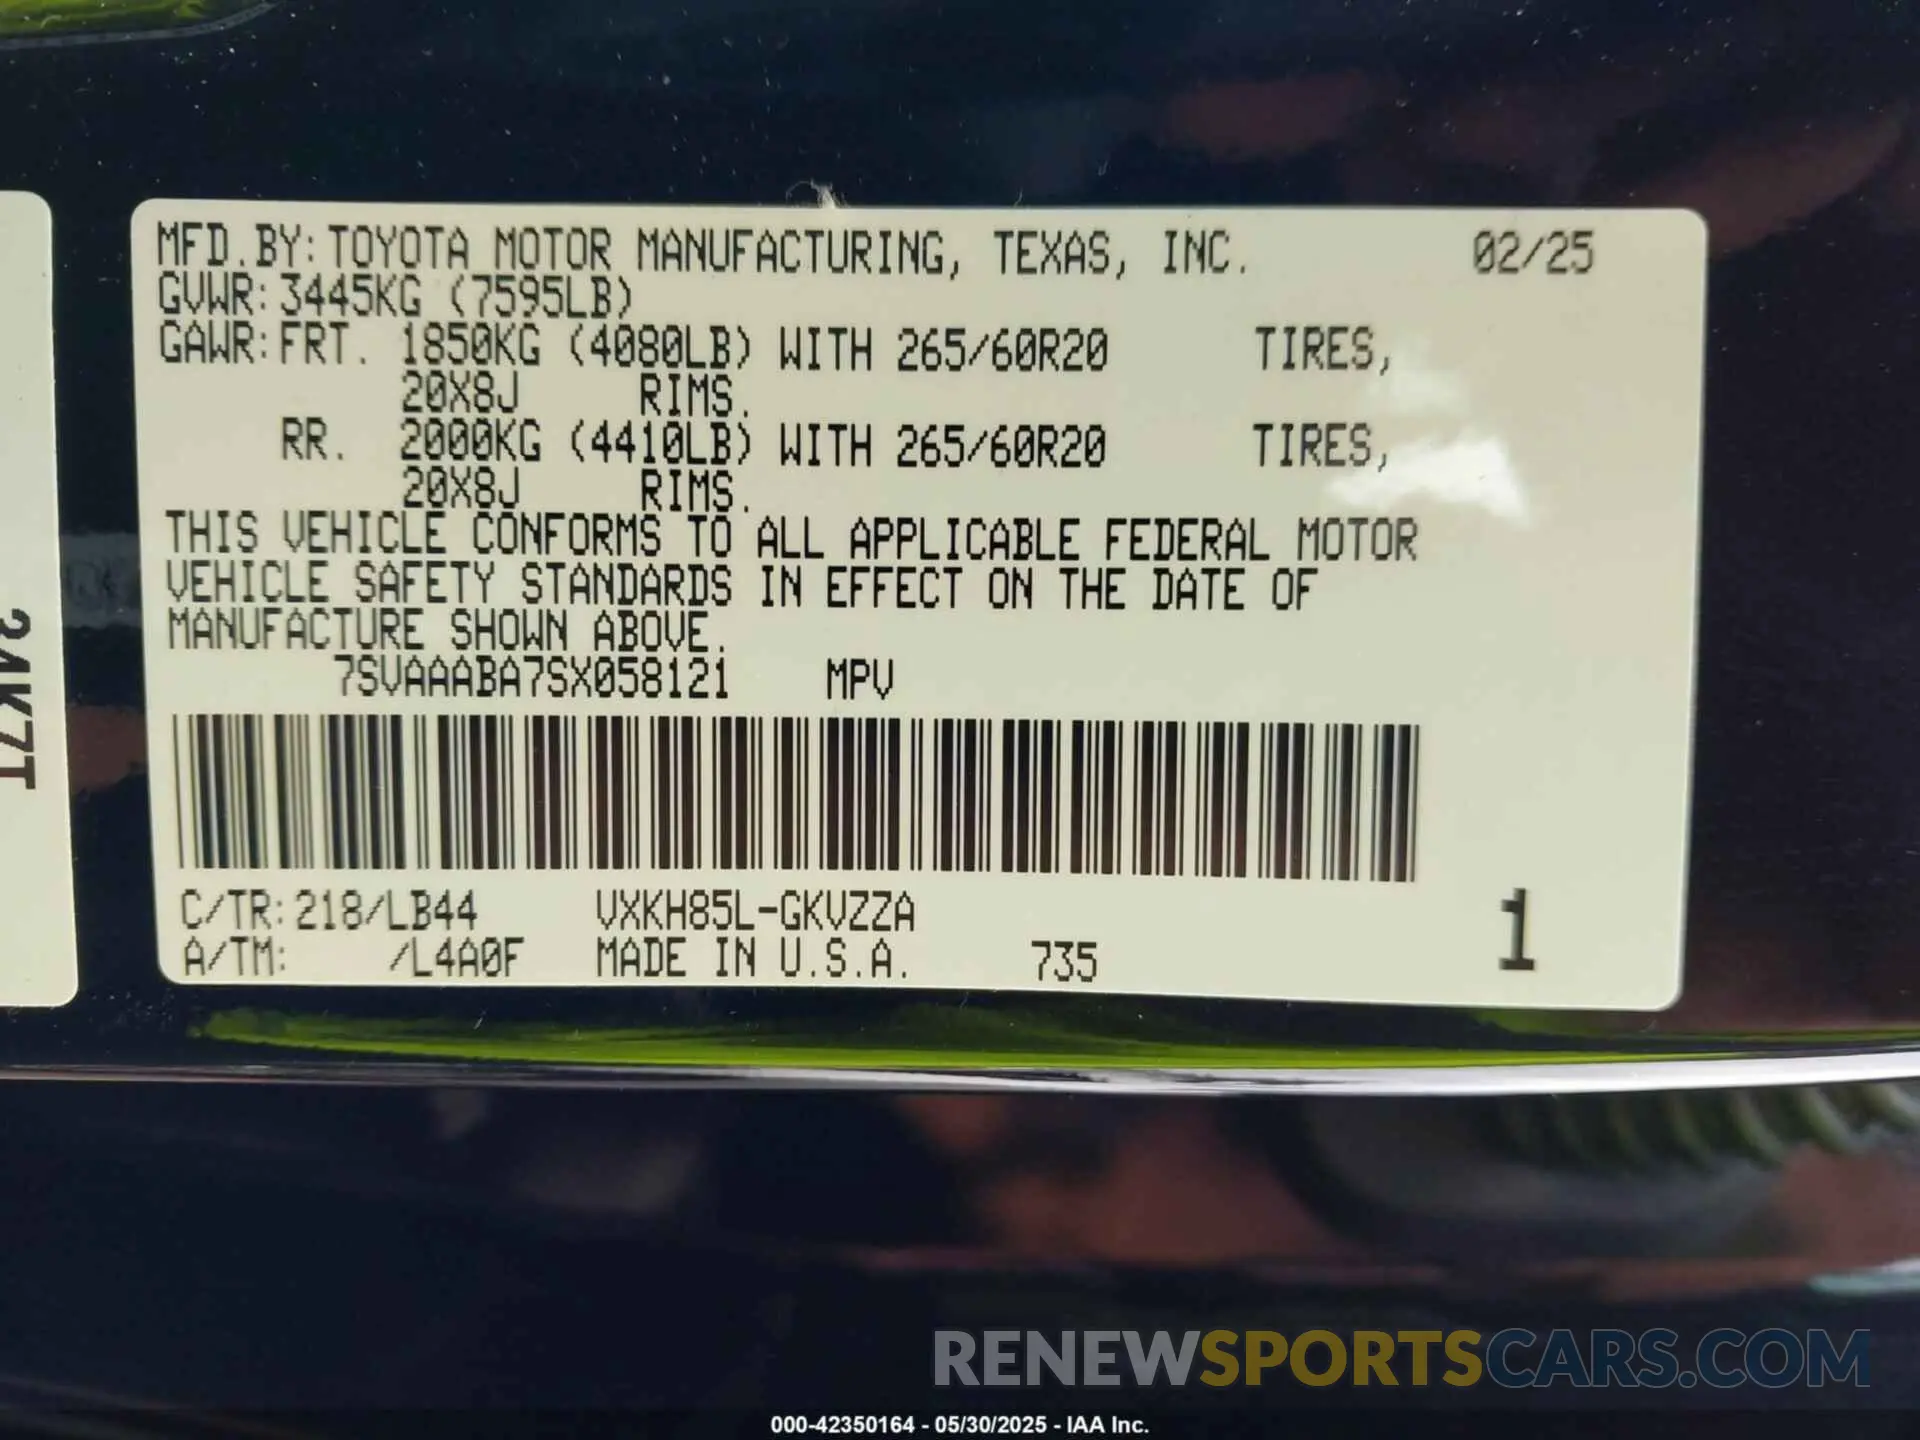 MFD.BY:TOYOTA MOTOR MANUFACTURING, TEXAS, INC. 02/25
GVWR:3445KG (7595LB)
GAWR:FRT. 1850KG (4080LB) WITH 265/60R20 TIRES,
20X8J RIMS.
RR. 2000KG (4410LB) WITH 265/60R20 TIRES,
20X8J RIMS.
THIS VEHICLE CONFORMS TO ALL APPLICABLE FEDERAL MOTOR
VEHICLE SAFETY STANDARDS IN EFFECT ON THE DATE OF
MANUFACTURE SHOWN ABOVE.
7SVAAABA7SX058121 MPV
C/TR:218/LB44 VXKH85L-GKVZZA
A/TM: /L4A0F MADE IN U.S.A. 735 1
RENEWSPORTSCARS.COM
000-42350164 - 05/30/2025 - IAA Inc.